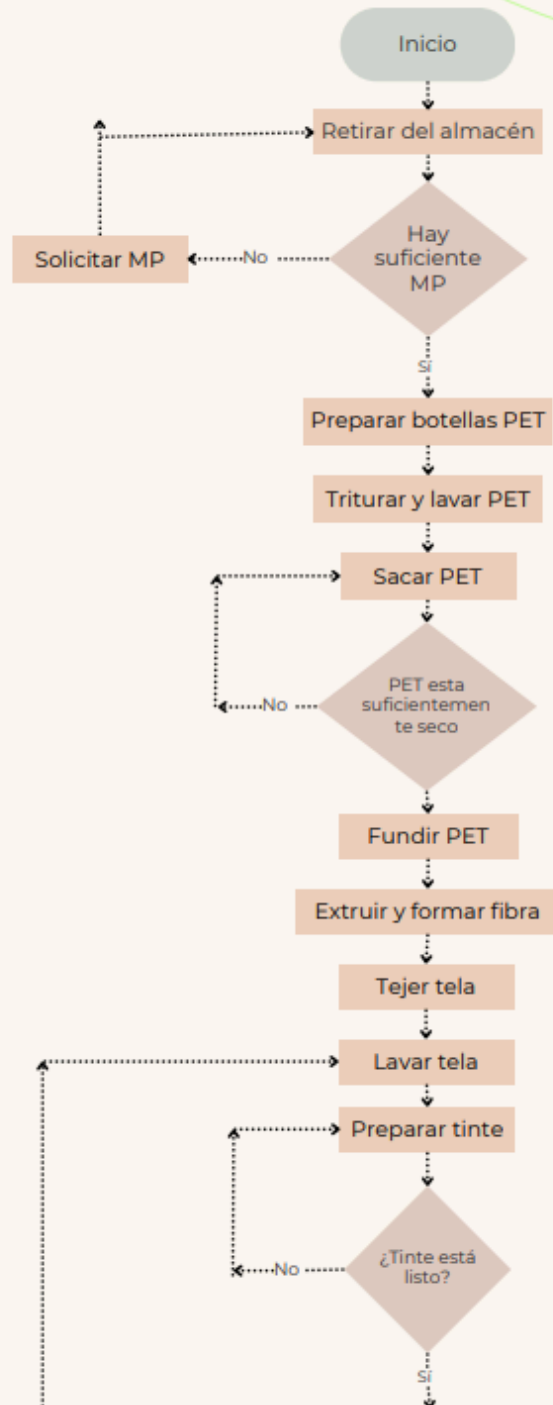 Inicio
Retirar del almacén
Hay
suficiente
MP
No
Solicitar MP
Sí
Preparar botellas PET
Triturar y lavar PET
Sacar PET
PET esta
suficientemen
te seco
No
Fundir PET
Extruir y formar fibra
Tejer tela
Lavar tela
Preparar tinte
¿Tinte está
listo?
No
Sí